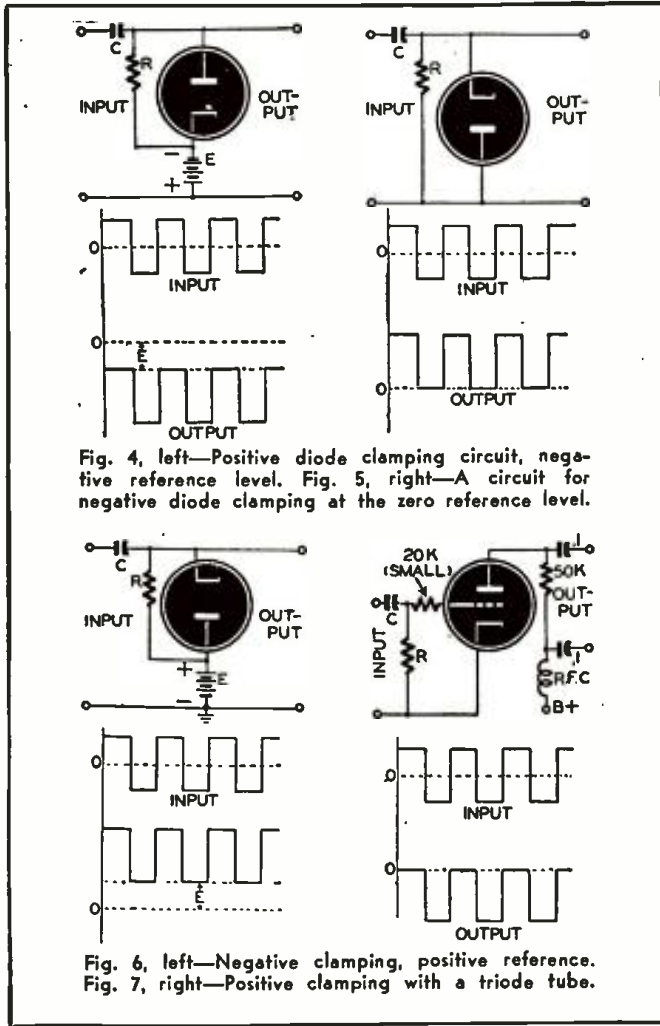 C
R
INPUT
OUT-
PUT
-
E
+
0
INPUT
0
E
OUTPUT
C
R
INPUT
OUT-
PUT
0
INPUT
0
OUTPUT
Fig. 4, left—Positive diode clamping circuit, nega-
tive reference level. Fig. 5, right—A circuit for
negative diode clamping at the zero reference level.
C
R
INPUT
OUT-
PUT
+
E
-
0
INPUT
E
0
20K
(SMALL)
C
INPUT
R
.1
50K
OUT-
PUT
.1
R.F.C
B+
0
INPUT
0
OUTPUT
Fig. 6, left—Negative clamping, positive reference.
Fig. 7, right—Positive clamping with a triode tube.